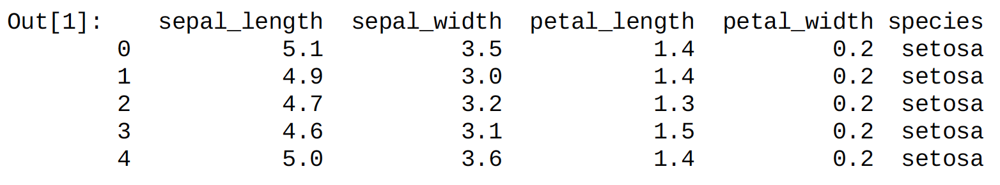 Out[1]: sepal_length sepal_width petal_length petal_width species
0 5.1 3.5 1.4 0.2 setosa
1 4.9 3.0 1.4 0.2 setosa
2 4.7 3.2 1.3 0.2 setosa
3 4.6 3.1 1.5 0.2 setosa
4 5.0 3.6 1.4 0.2 setosa